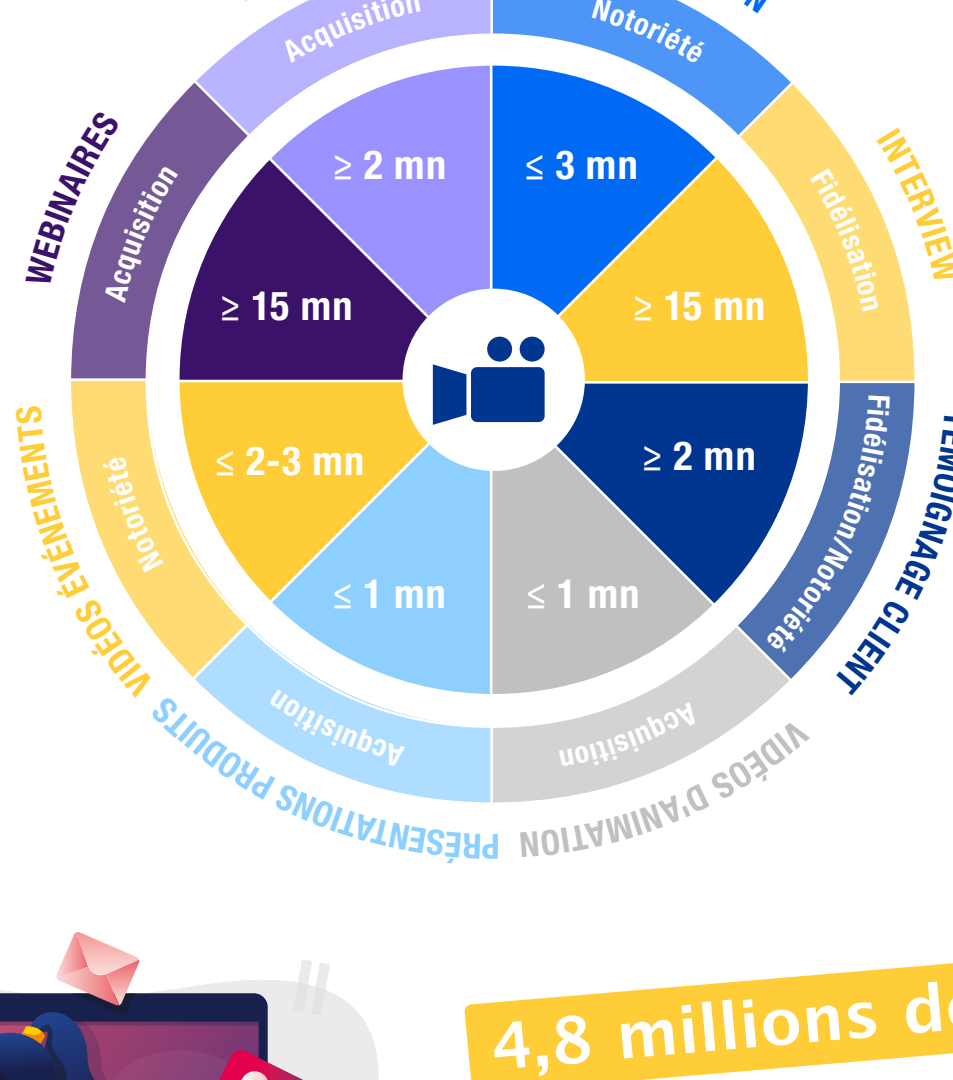 Acquisition
Notoriété
WEBINAIRES
Acquisition
≥ 2 mn
≤ 3 mn
Fidélisation
INTERVIEW
≥ 15 mn
≥ 15 mn
VIDÉOS ÉVÉNEMENTS
Notoriété
≤ 2-3 mn
≥ 2 mn
Fidélisation/Notoriété
TÉMOIGNAGE CLIENT
≤ 1 mn
≤ 1 mn
Acquisition
Acquisition
PRÉSENTATIONS PRODUITS
VIDÉOS D'ANIMATION
4,8 millions de